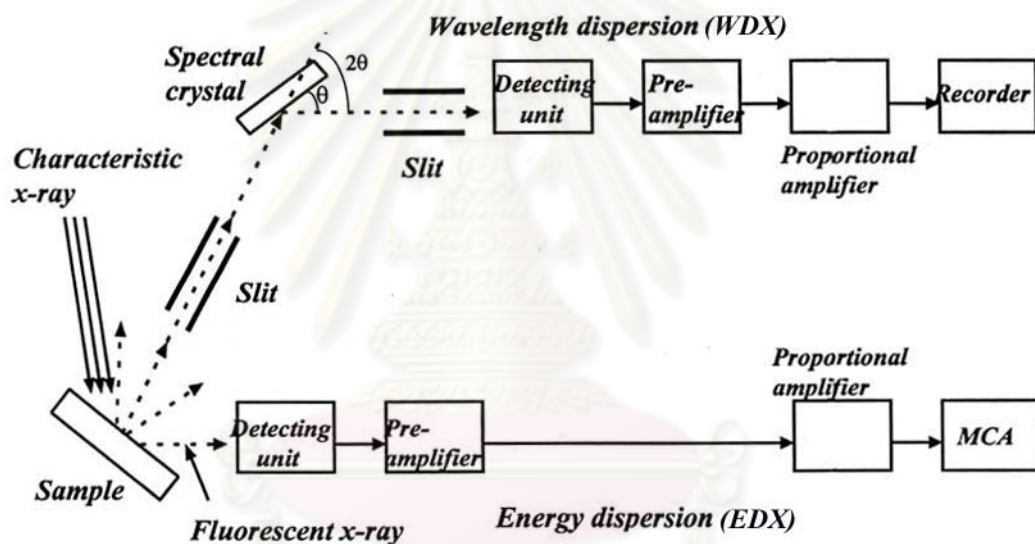 Wavelength dispersion (WDX)
Spectral
crystal
2θ
θ
Slit
Detecting
unit
Pre-
amplifier
Proportional
amplifier
Recorder
Characteristic
x-ray
Slit
Sample
Fluorescent x-ray
Detecting
unit
Pre-
amplifier
Proportional
amplifier
MCA
Energy dispersion (EDX)